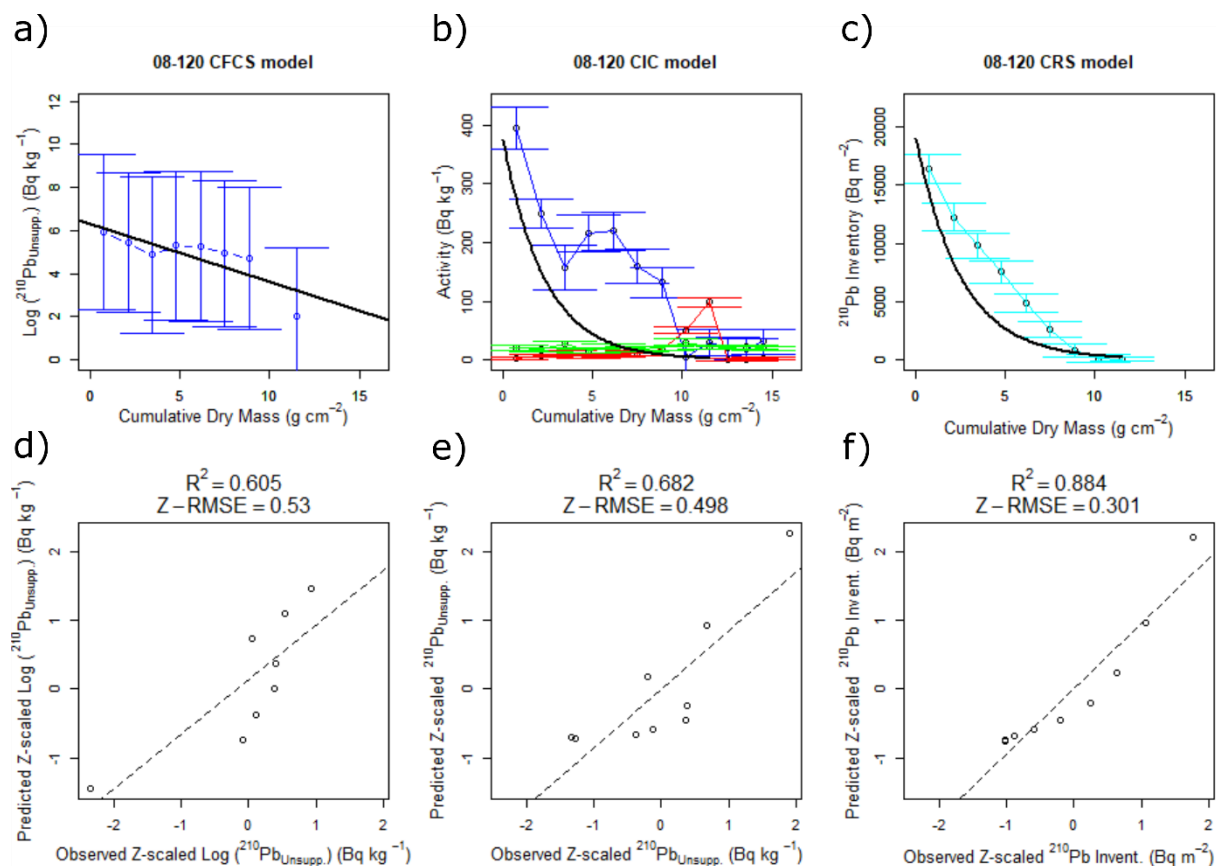 a)
08-120 CFCS model
Log (²¹⁰Pb_Unsupp.) (Bq kg⁻¹)
12
10
8
6
4
2
0
0 5 10 15
Cumulative Dry Mass (g cm⁻²)
b)
08-120 CIC model
Activity (Bq kg⁻¹)
400
300
200
100
0
0 5 10 15
Cumulative Dry Mass (g cm⁻²)
c)
08-120 CRS model
²¹⁰Pb Inventory (Bq m⁻²)
20000
15000
5000
0
0 5 10 15
Cumulative Dry Mass (g cm⁻²)
d)
R² = 0.605
Z−RMSE = 0.53
Predicted Z-scaled Log (²¹⁰Pb_Unsupp.) (Bq kg⁻¹)
2
1
0
-1
-2 -1 0 1 2
Observed Z-scaled Log (²¹⁰Pb_Unsupp.) (Bq kg⁻¹)
e)
R² = 0.682
Z−RMSE = 0.498
Predicted Z-scaled ²¹⁰Pb_Unsupp. (Bq kg⁻¹)
2
1
0
-1
-2 -1 0 1 2
Observed Z-scaled ²¹⁰Pb_Unsupp. (Bq kg⁻¹)
f)
R² = 0.884
Z−RMSE = 0.301
Predicted Z-scaled ²¹⁰Pb Invent. (Bq m⁻²)
2
1
0
-1
-2 -1 0 1 2
Observed Z-scaled ²¹⁰Pb Invent. (Bq m⁻²)